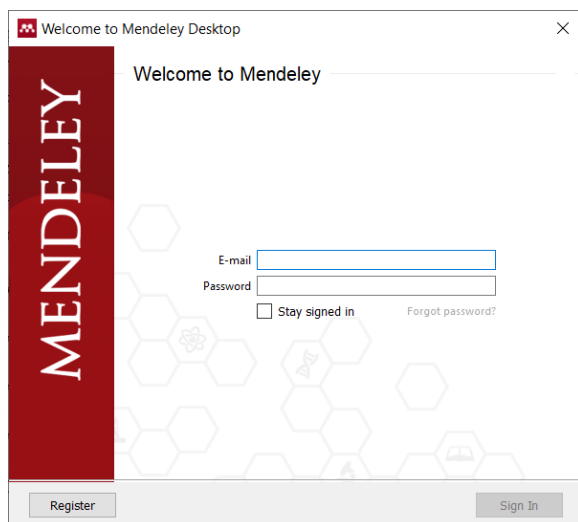 Welcome to Mendeley Desktop
MENDELEY
Welcome to Mendeley
E-mail
Password
Stay signed in Forgot password?
Register Sign In